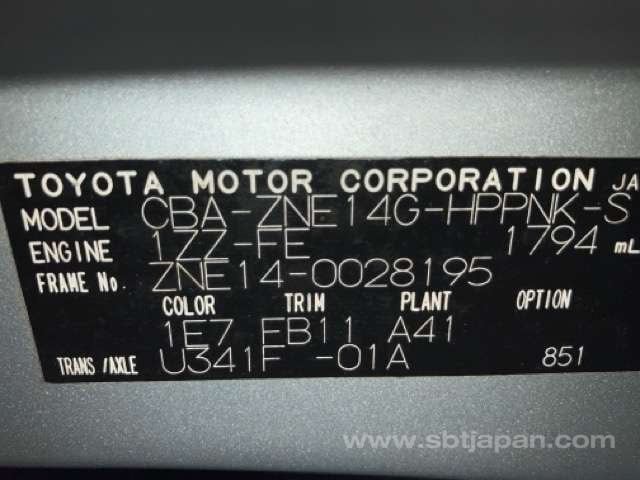 TOYOTA MOTOR CORPORATION JA
MODEL CBA-ZNE14G-HPPNK-S
ENGINE 1ZZ-FE 1794 mL
FRAME No. ZNE14-0028195
COLOR TRIM PLANT OPTION
1E7 EB11 A41
TRANS/AXLE U341F -01A 851
www.sbtjapan.com